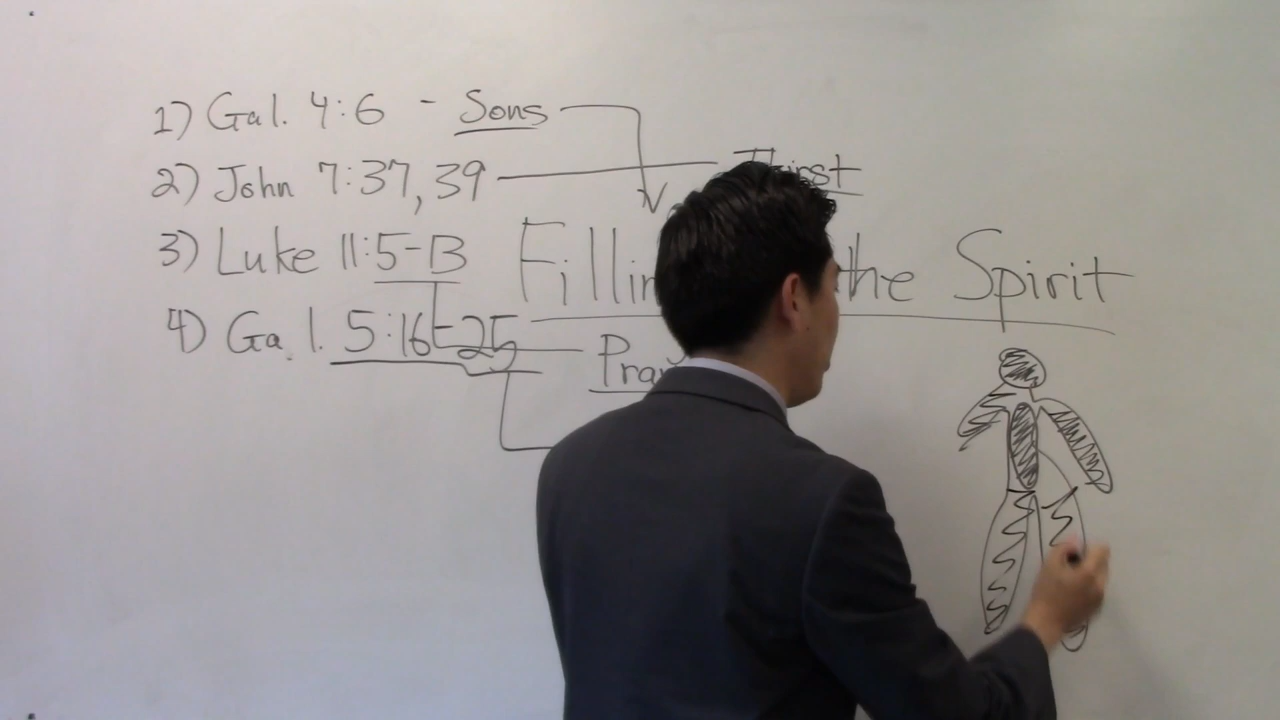 1) Gal. 4:6 - Sons
2) John 7:37, 39 Thirst
3) Luke 11:5-13
Filling the Spirit
4) Gal. 5:16-25